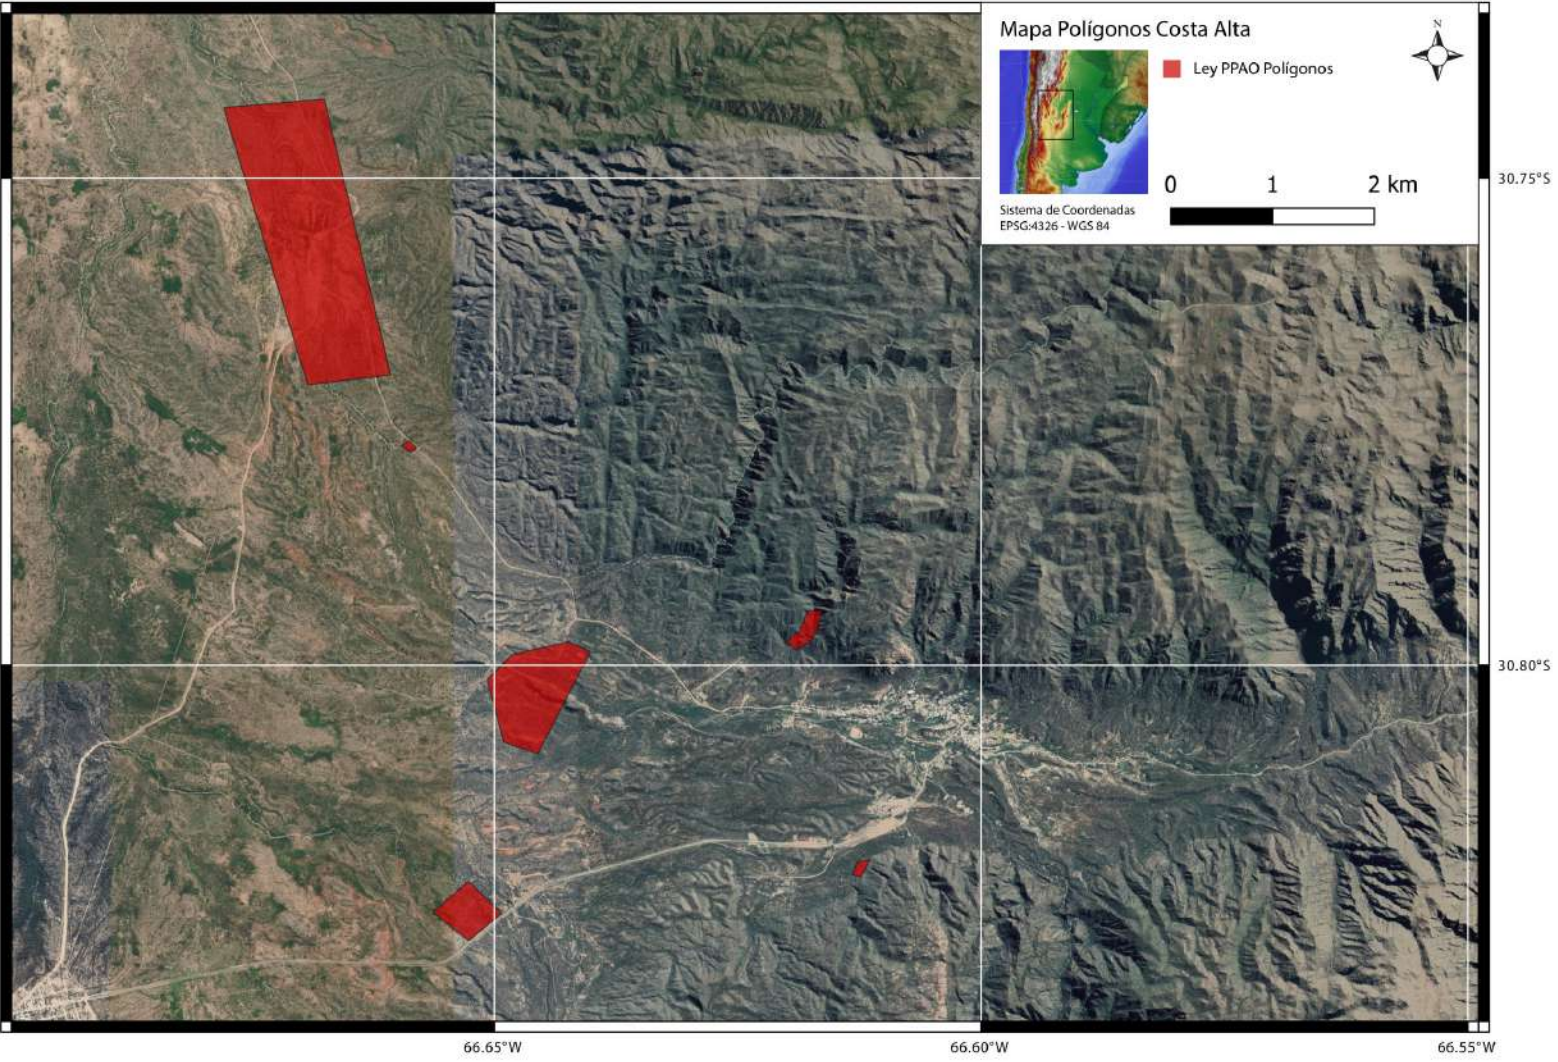 Mapa Polígonos Costa Alta
N
Ley PPAO Polígonos
0 1 2 km
Sistema de Coordenadas
EPSG:4326 - WGS 84
30.75°S
30.80°S
66.65°W 66.60°W 66.55°W